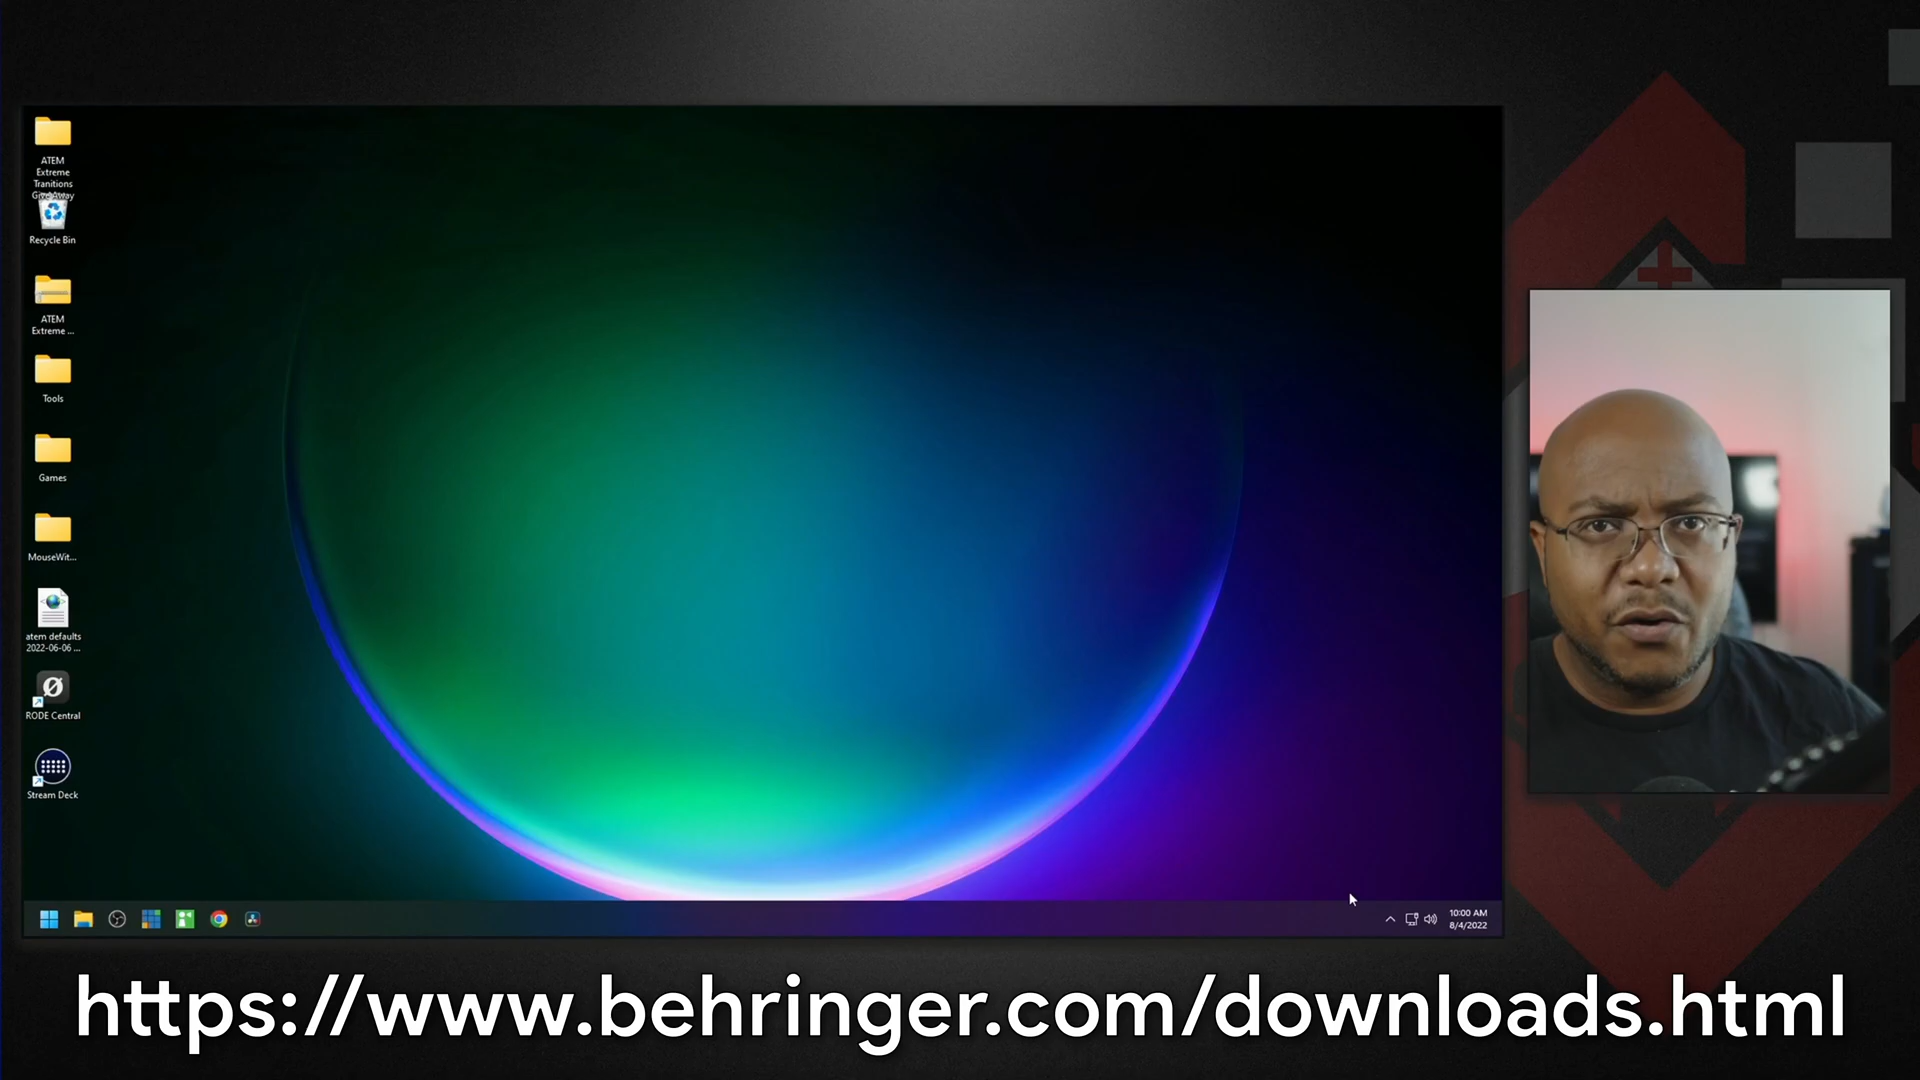 ATEM
Extreme
Tranitions
GiveAway
Recycle Bin
ATEM
Extreme ...
Tools
Games
MouseWit...
atem defaults
2022-06-06 ...
RODE Central
Stream Deck
10:00 AM
8/4/2022
https://www.behringer.com/downloads.html